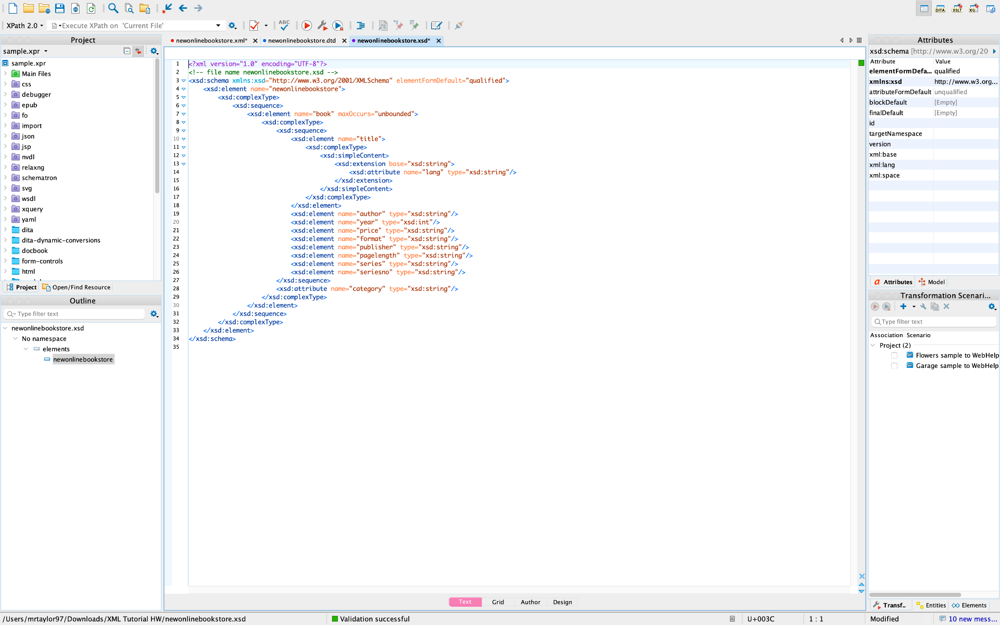 DITA XSLT XQ
XPath 2.0 Execute XPath on 'Current File' ABC
Project
sample.xpr
sample.xpr
Main Files
css
debugger
epub
fo
import
json
jsp
nvdl
relaxng
schematron
svg
wsdl
xquery
yaml
dita
dita-dynamic-conversions
docbook
form-controls
html
Project Open/Find Resource
Outline
Type filter text
newonlinebookstore.xsd
No namespace
elements
newonlinebookstore
newonlinebookstore.xml* newonlinebookstore.dtd newonlinebookstore.xsd*
1 <?xml version="1.0" encoding="UTF-8"?>
2 <!-- file name newonlinebookstore.xsd -->
3 <xsd:schema xmlns:xsd="http://www.w3.org/2001/XMLSchema" elementFormDefault="qualified">
4 <xsd:element name="newonlinebookstore">
5 <xsd:complexType>
6 <xsd:sequence>
7 <xsd:element name="book" maxOccurs="unbounded">
8 <xsd:complexType>
9 <xsd:sequence>
10 <xsd:element name="title">
11 <xsd:complexType>
12 <xsd:simpleContent>
13 <xsd:extension base="xsd:string">
14 <xsd:attribute name="lang" type="xsd:string"/>
15 </xsd:extension>
16 </xsd:simpleContent>
17 </xsd:complexType>
18 </xsd:element>
19 <xsd:element name="author" type="xsd:string"/>
20 <xsd:element name="year" type="xsd:int"/>
21 <xsd:element name="price" type="xsd:string"/>
22 <xsd:element name="format" type="xsd:string"/>
23 <xsd:element name="publisher" type="xsd:string"/>
24 <xsd:element name="pagelength" type="xsd:string"/>
25 <xsd:element name="series" type="xsd:string"/>
26 <xsd:element name="seriesno" type="xsd:string"/>
27 </xsd:sequence>
28 <xsd:attribute name="category" type="xsd:string"/>
29 </xsd:complexType>
30 </xsd:element>
31 </xsd:sequence>
32 </xsd:complexType>
33 </xsd:element>
34 </xsd:schema>
35
Text Grid Author Design
Attributes
xsd:schema [http://www.w3.org/20
Attribute Value
elementFormDefa... qualified
xmlns:xsd http://www.w3.org...
attributeFormDefault unqualified
blockDefault [Empty]
finalDefault [Empty]
id
targetNamespace
version
xml:base
xml:lang
xml:space
Attributes Model
Transformation Scenari...
Type filter text
Association Scenario
Project (2)
Flowers sample to WebHelp
Garage sample to WebHelp
Transf.. Entities Elements
/Users/mrtaylor97/Downloads/XML Tutorial HW/newonlinebookstore.xsd Validation successful U+003C 1 : 1 Modified 10 new mess...